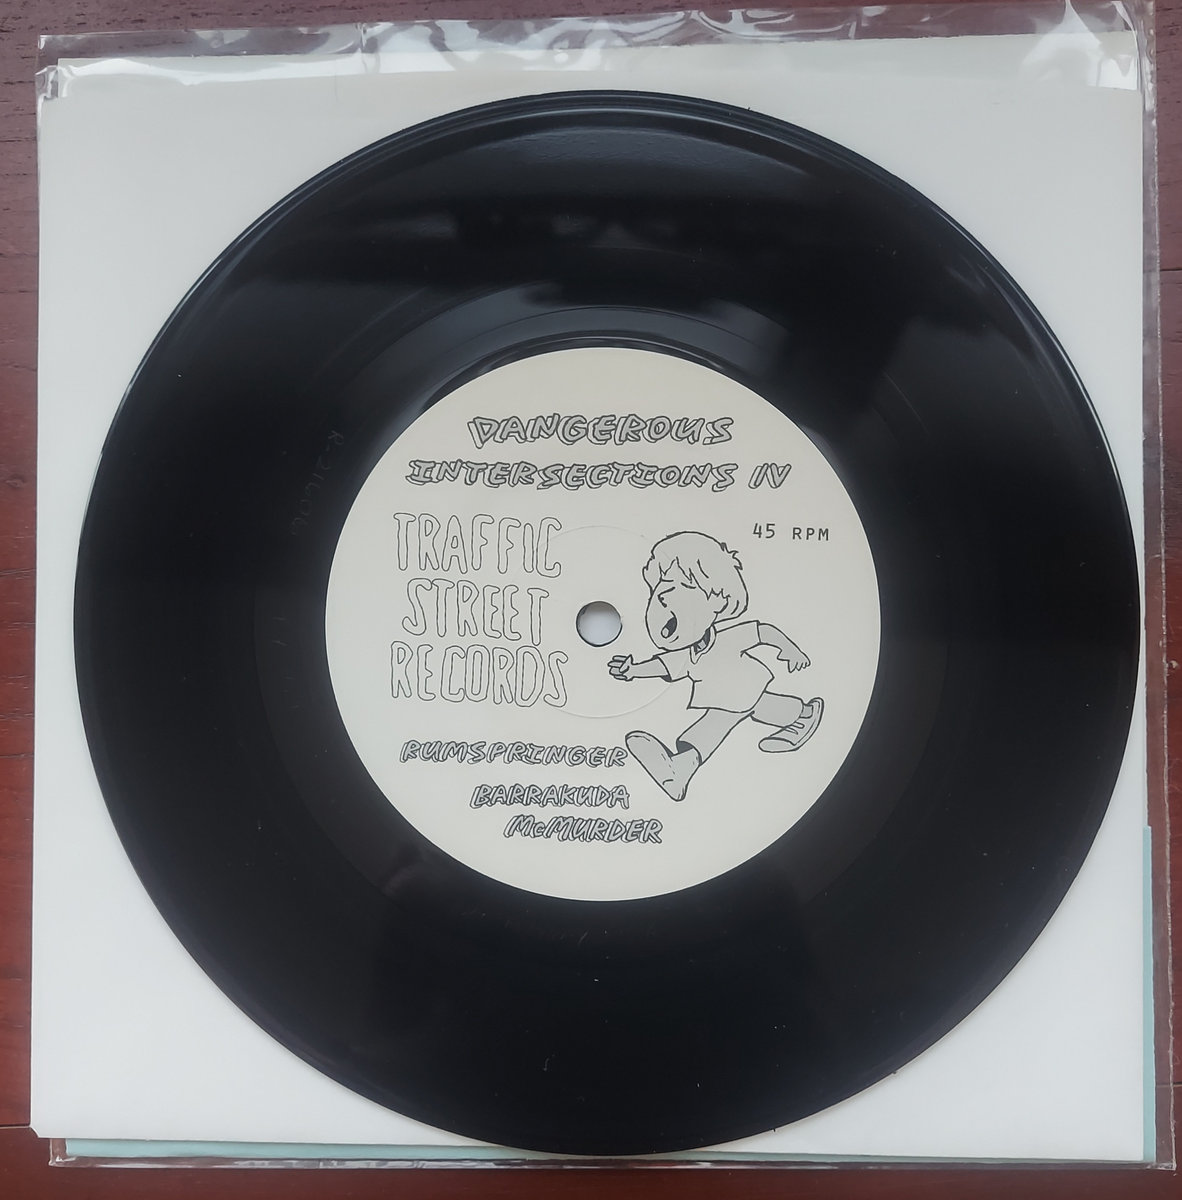 DANGEROUS
INTERSECTIONS IV
45 RPM
TRAFFIC
STREET
RECORDS
RUMSPRINGER
BARRAKUDA
McMURDER